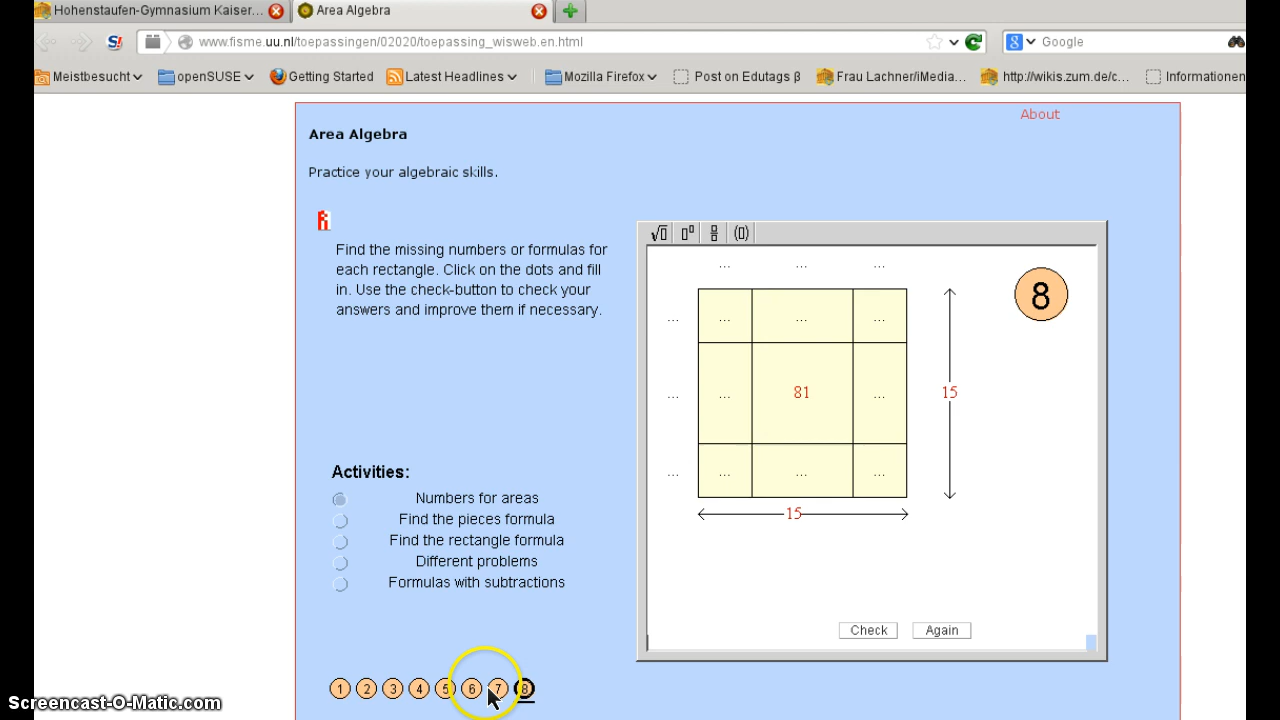 Hohenstaufen-Gymnasium Kaiser...
Area Algebra
www.fisme.uu.nl/toepassingen/02020/toepassing_wisweb.en.html
Google
Meistbesucht
openSUSE
Getting Started
Latest Headlines
Mozilla Firefox
Post on Edutags β
Frau Lachner/iMedia...
http://wikis.zum.de/c...
Informationen
About
Area Algebra
Practice your algebraic skills.
Find the missing numbers or formulas for
each rectangle. Click on the dots and fill
in. Use the check-button to check your
answers and improve them if necessary.
... ... ...
8
... ... ... ...
... ... 81 ... 15
... ... ... ...
15
Check Again
Activities:
Numbers for areas
Find the pieces formula
Find the rectangle formula
Different problems
Formulas with subtractions
1 2 3 4 5 6 7 8
Screencast-O-Matic.com